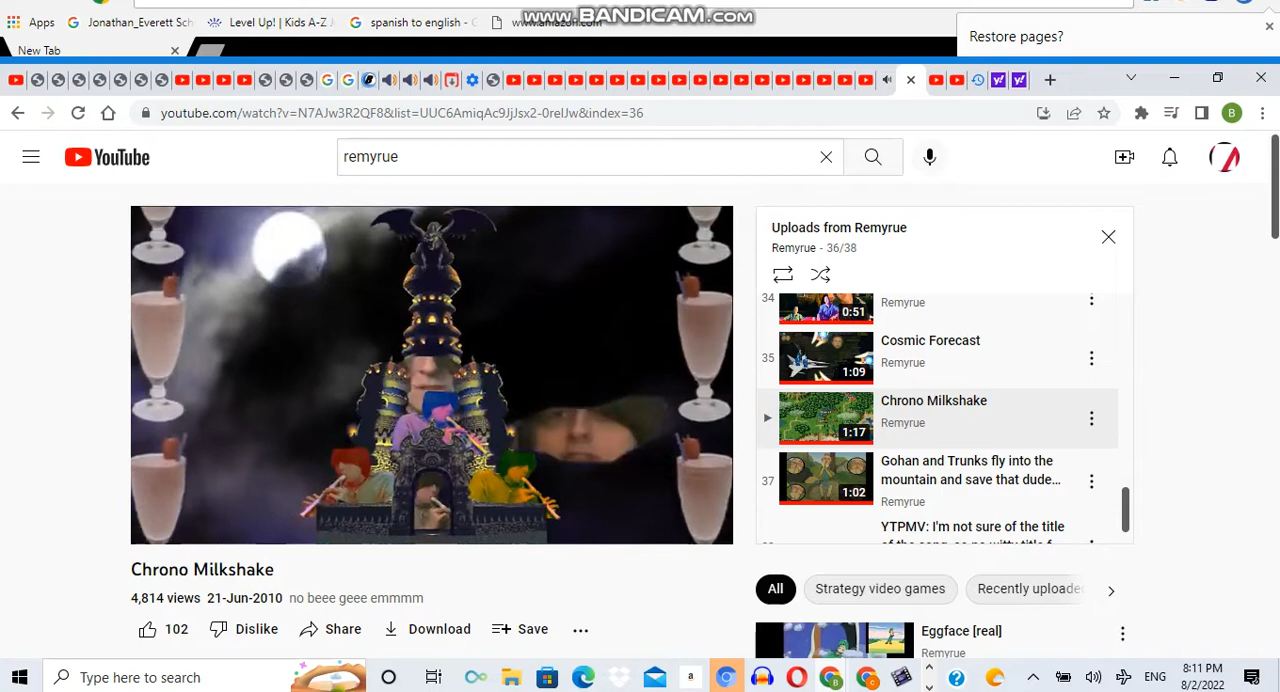 Apps Jonathan_Everett Sch Level Up! | Kids A-Z spanish to english - www.amazon.com
www.BANDICAM.com
Restore pages?
New Tab
youtube.com/watch?v=N7AJw3R2QF8&list=UUC6AmiqAc9JjJsx2-0reIJw&index=36
B
YouTube
remyrue
Uploads from Remyrue
Remyrue - 36/38
34
0:51
Remyrue
35
1:09
Cosmic Forecast
Remyrue
1:17
Chrono Milkshake
Remyrue
37
1:02
Gohan and Trunks fly into the
mountain and save that dude...
Remyrue
YTPMV: I'm not sure of the title
Chrono Milkshake
4,814 views 21-Jun-2010 no beee geee emmmm
102 Dislike Share Download Save
All Strategy video games Recently uploaded
Eggface [real]
Remyrue
Type here to search
ENG
8:11 PM
8/2/2022